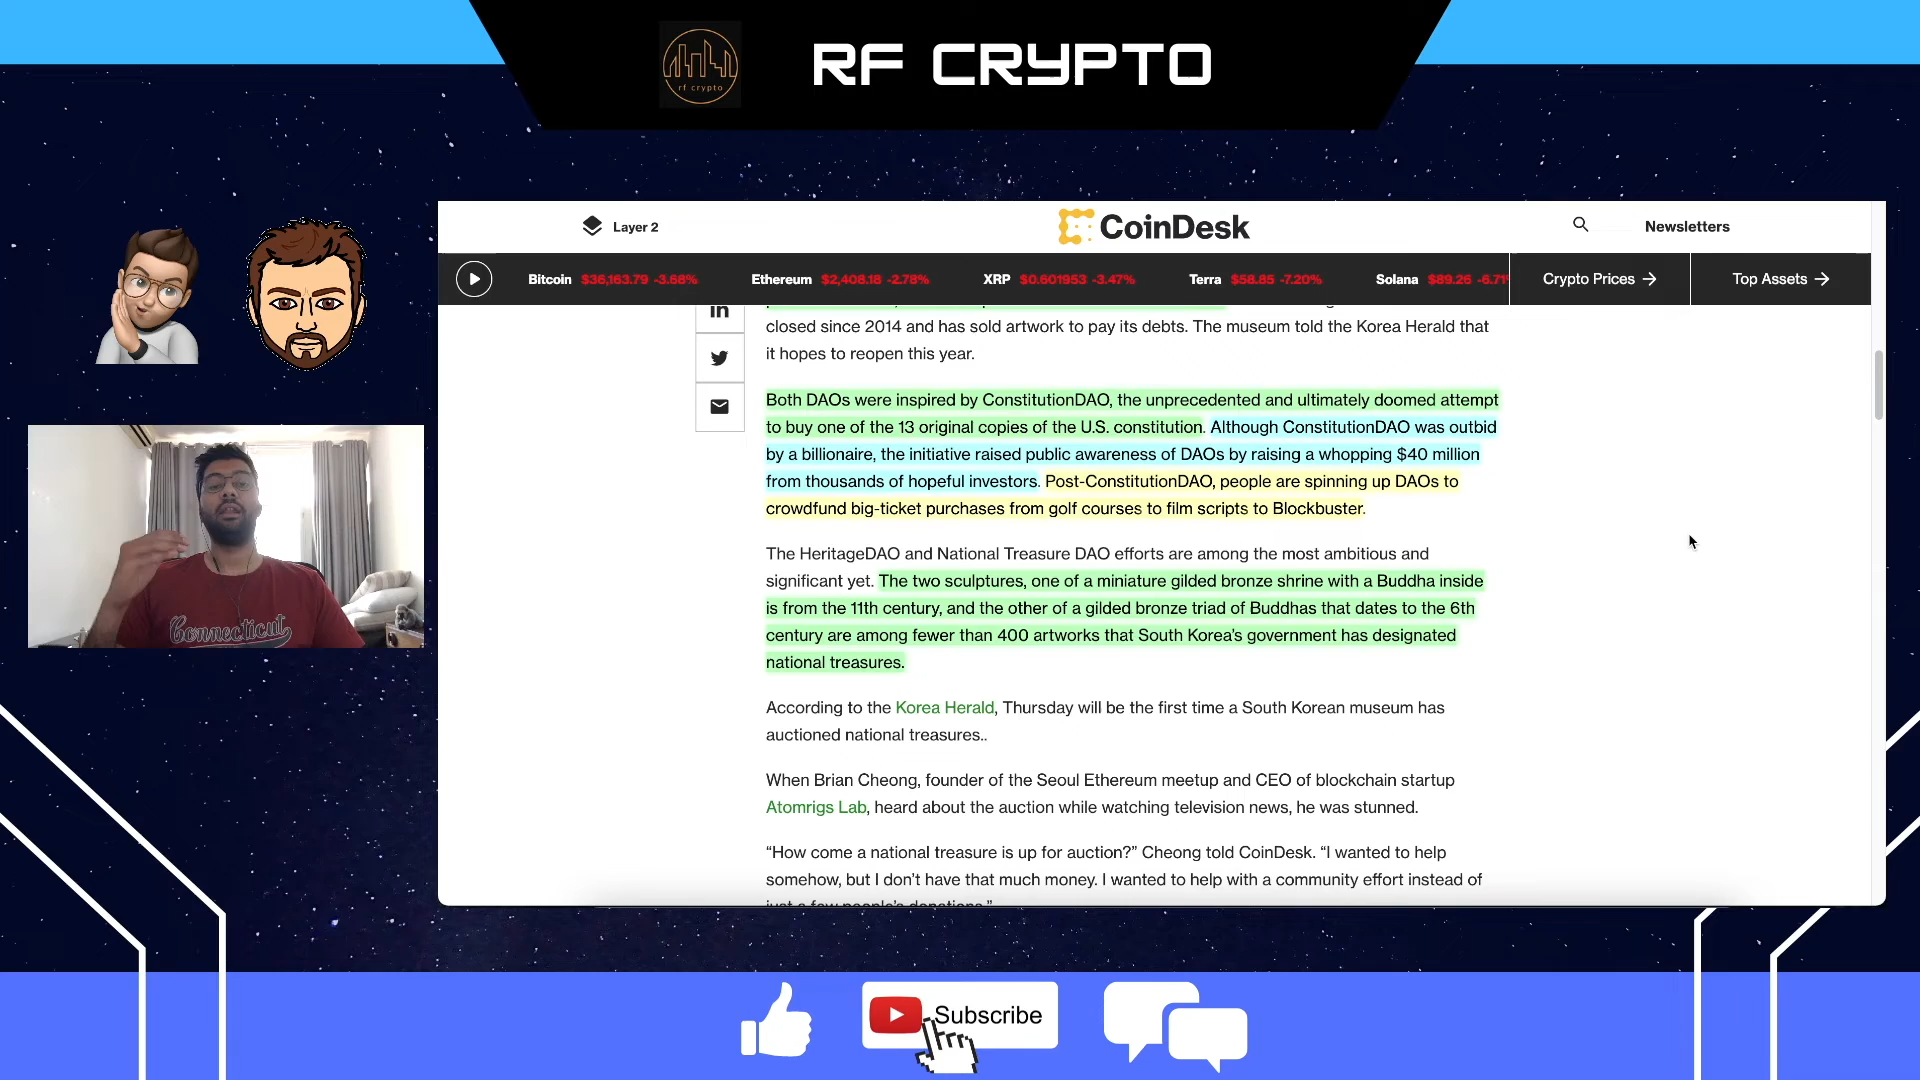 RF CRYPTO
rf crypto
Layer 2
CoinDesk
Newsletters
Bitcoin $36,163.79 -3.68% Ethereum $2,408.18 -2.78% XRP $0.601953 -3.47% Terra $58.85 -7.20% Solana $89.26 -6.71
Crypto Prices →
Top Assets →
in
closed since 2014 and has sold artwork to pay its debts. The museum told the Korea Herald that
it hopes to reopen this year.
Both DAOs were inspired by ConstitutionDAO, the unprecedented and ultimately doomed attempt
to buy one of the 13 original copies of the U.S. constitution. Although ConstitutionDAO was outbid
by a billionaire, the initiative raised public awareness of DAOs by raising a whopping $40 million
from thousands of hopeful investors. Post-ConstitutionDAO, people are spinning up DAOs to
crowdfund big-ticket purchases from golf courses to film scripts to Blockbuster.
The HeritageDAO and National Treasure DAO efforts are among the most ambitious and
significant yet. The two sculptures, one of a miniature gilded bronze shrine with a Buddha inside
is from the 11th century, and the other of a gilded bronze triad of Buddhas that dates to the 6th
century are among fewer than 400 artworks that South Korea's government has designated
national treasures.
According to the Korea Herald, Thursday will be the first time a South Korean museum has
auctioned national treasures..
When Brian Cheong, founder of the Seoul Ethereum meetup and CEO of blockchain startup
Atomrigs Lab, heard about the auction while watching television news, he was stunned.
“How come a national treasure is up for auction?” Cheong told CoinDesk. “I wanted to help
somehow, but I don't have that much money. I wanted to help with a community effort instead of
just a few people's donations.”
Connecticut
Subscribe